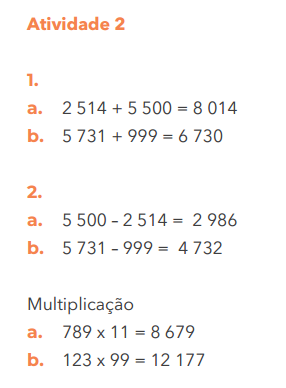 Atividade 2
1.
a. 2 514 + 5 500 = 8 014
b. 5 731 + 999 = 6 730
2.
a. 5 500 – 2 514 = 2 986
b. 5 731 – 999 = 4 732
Multiplicação
a. 789 x 11 = 8 679
b. 123 x 99 = 12 177